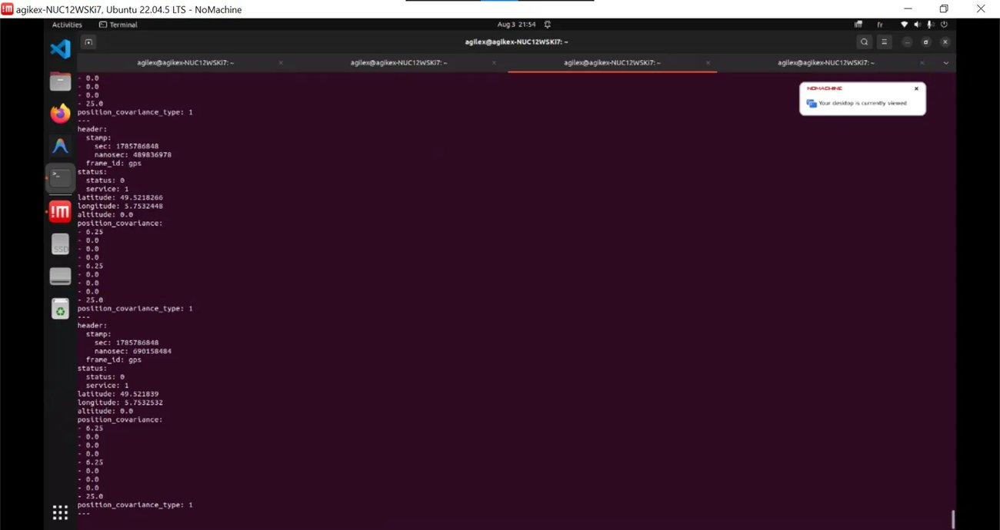 agikex-NUC12WSKi7, Ubuntu 22.04.5 LTS - NoMachine
Activities Terminal Aug 3 21:54 fr
agilex@agikex-NUC12WSKi7: ~
agilex@agikex-NUC12WSKi7: ~ agilex@agikex-NUC12WSKi7: ~ agilex@agikex-NUC12WSKi7: ~ agilex@agikex-NUC12WSKi7: ~
NOMACHINE
Your desktop is currently viewed
SSD
- 0.0
- 0.0
- 0.0
- 25.0
position_covariance_type: 1
---
header:
  stamp:
    sec: 1785786848
    nanosec: 489836978
  frame_id: gps
status:
  status: 0
  service: 1
latitude: 49.5218266
longitude: 5.7532448
altitude: 0.0
position_covariance:
- 6.25
- 0.0
- 0.0
- 0.0
- 6.25
- 0.0
- 0.0
- 0.0
- 25.0
position_covariance_type: 1
---
header:
  stamp:
    sec: 1785786848
    nanosec: 690158484
  frame_id: gps
status:
  status: 0
  service: 1
latitude: 49.521839
longitude: 5.7532532
altitude: 0.0
position_covariance:
- 6.25
- 0.0
- 0.0
- 0.0
- 6.25
- 0.0
- 0.0
- 0.0
- 25.0
position_covariance_type: 1
---